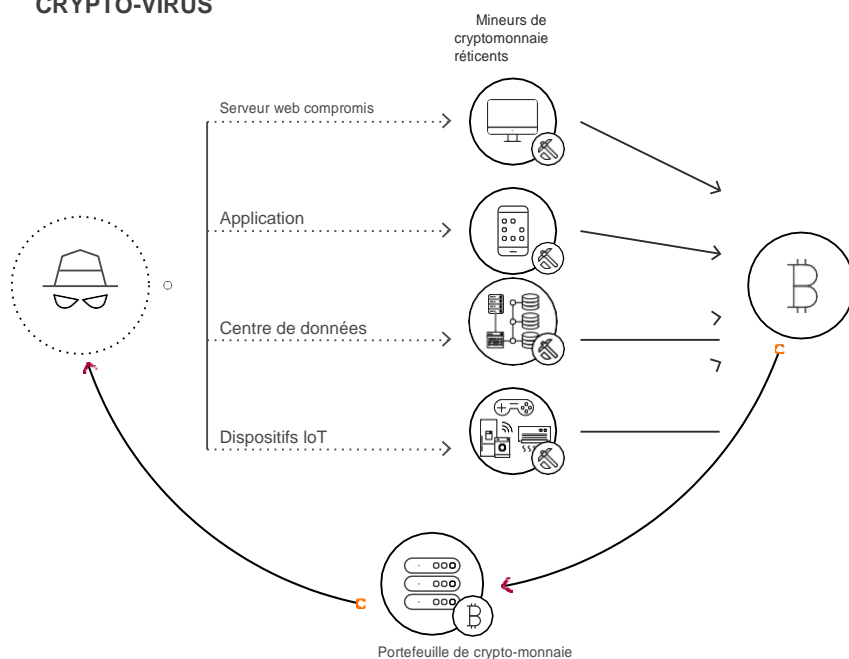 CRYPTO-VIRUS
Mineurs de
cryptomonnaie
réticents
Serveur web compromis
Application
Centre de données
Dispositifs IoT
Portefeuille de crypto-monnaie